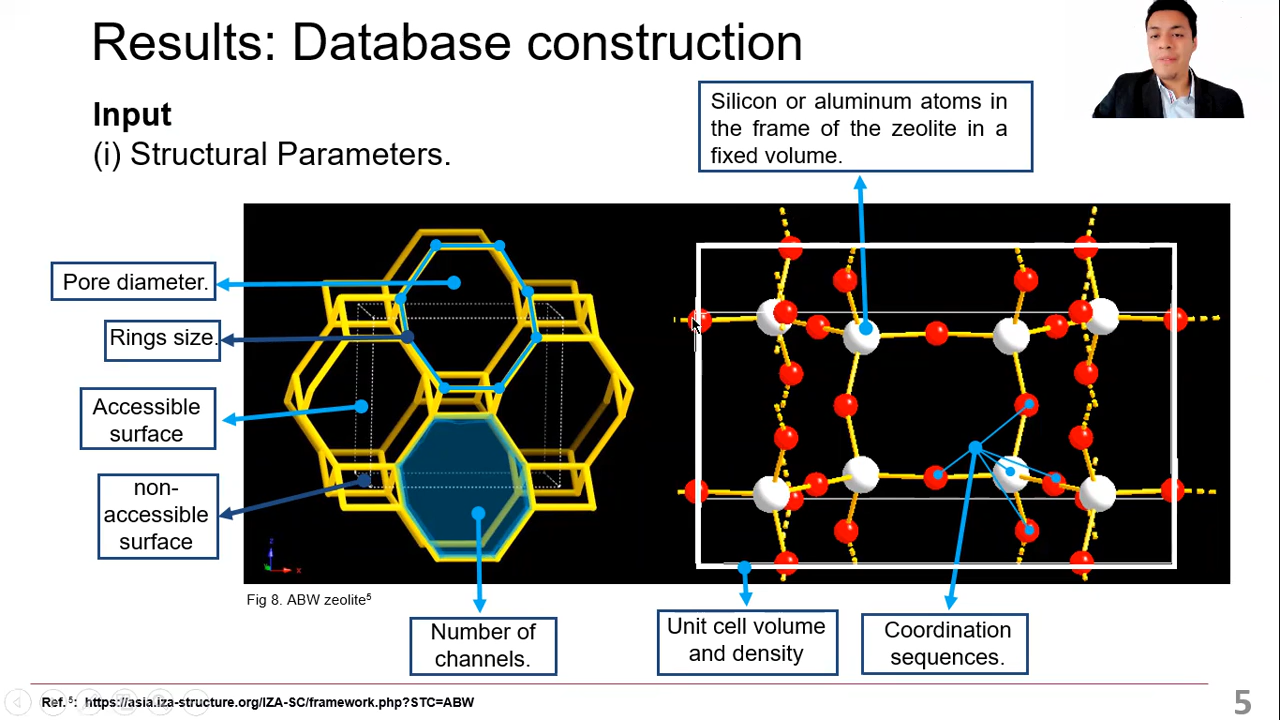 Results: Database construction
Input
(i) Structural Parameters.
Silicon or aluminum atoms in
the frame of the zeolite in a
fixed volume.
Pore diameter.
Rings size.
Accessible
surface
non-
accessible
surface
z
x
Fig 8. ABW zeolite⁵
Number of
channels.
Unit cell volume
and density
Coordination
sequences.
Ref. ⁵: https://asia.iza-structure.org/IZA-SC/framework.php?STC=ABW
5